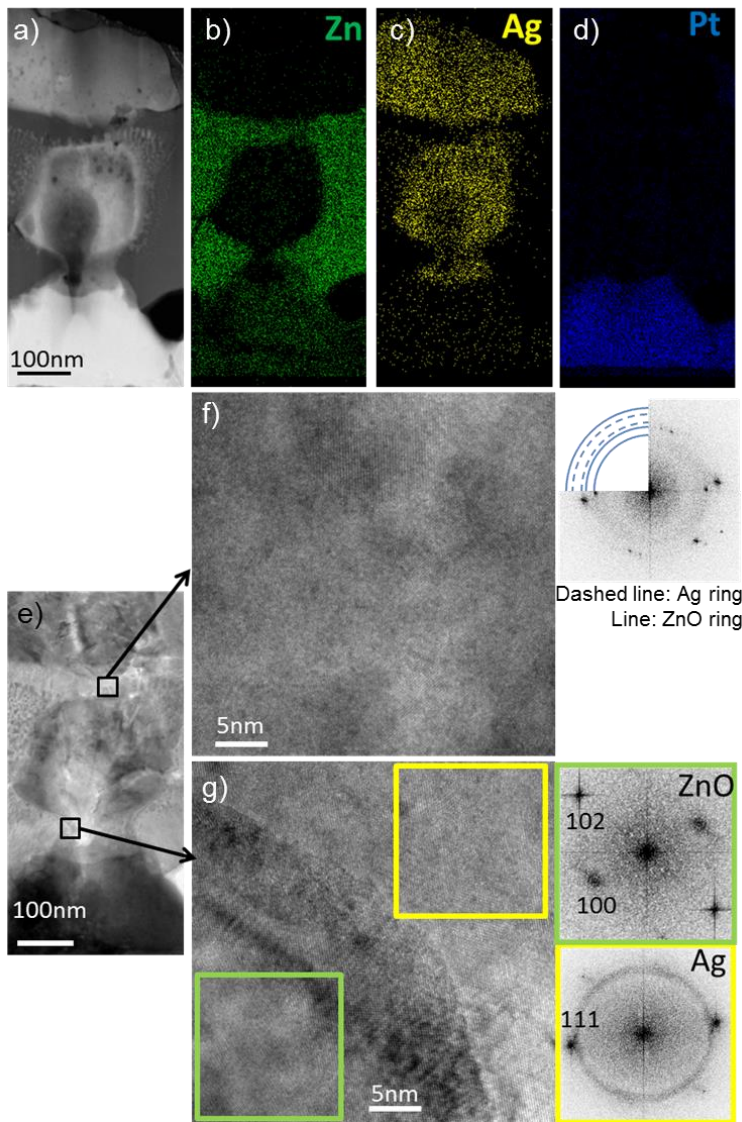 a)
b)
Zn
c)
Ag
d)
Pt
100nm
f)
5nm
Dashed line: Ag ring
Line: ZnO ring
e)
100nm
g)
5nm
ZnO
102
100
Ag
111